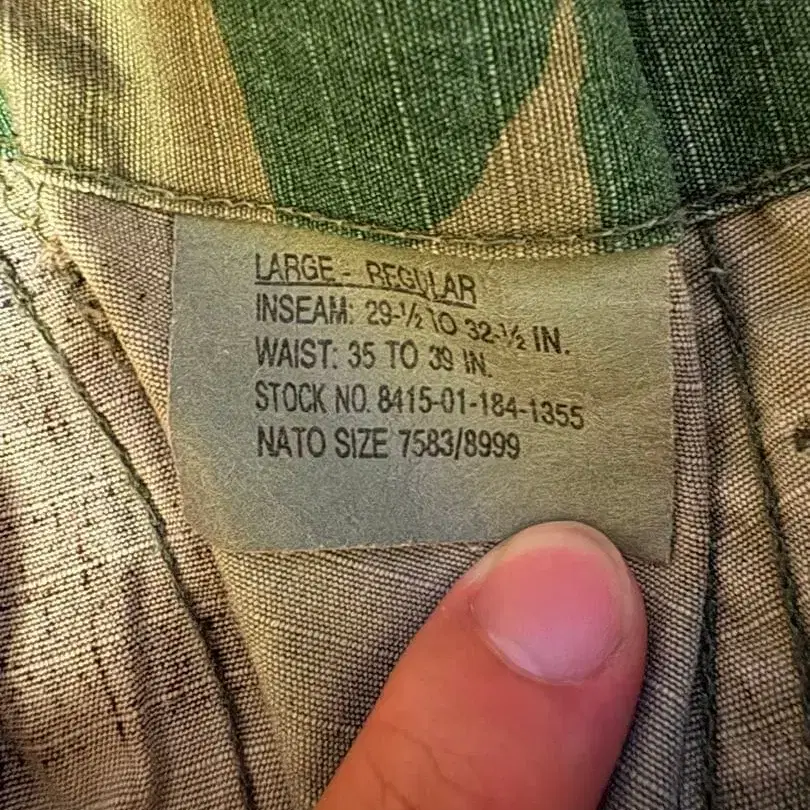 LARGE - REGULAR
INSEAM: 29-½ TO 32-½ IN.
WAIST: 35 TO 39 IN.
STOCK NO. 8415-01-184-1355
NATO SIZE 7583/8999